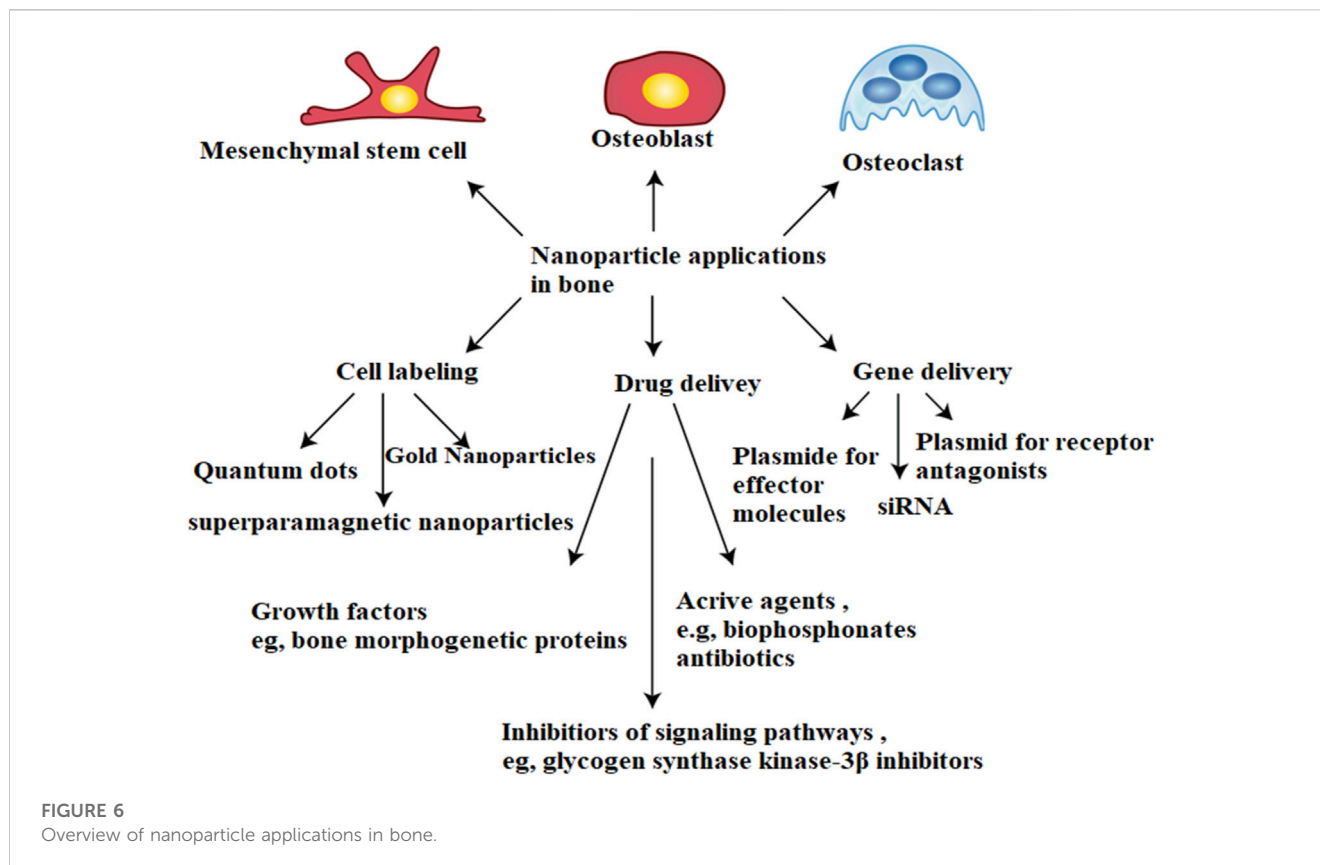 Mesenchymal stem cell
Osteoblast
Osteoclast
Nanoparticle applications
in bone
Cell labeling
Drug delivey
Gene delivery
Quantum dots
Gold Nanoparticles
superparamagnetic nanoparticles
Plasmide for
effector
molecules
siRNA
Plasmid for receptor
antagonists
Growth factors
eg, bone morphogenetic proteins
Acrive agents ,
e.g, biophosphonates
antibiotics
Inhibitiors of signaling pathways ,
eg, glycogen synthase kinase-3β inhibitors
FIGURE 6
Overview of nanoparticle applications in bone.